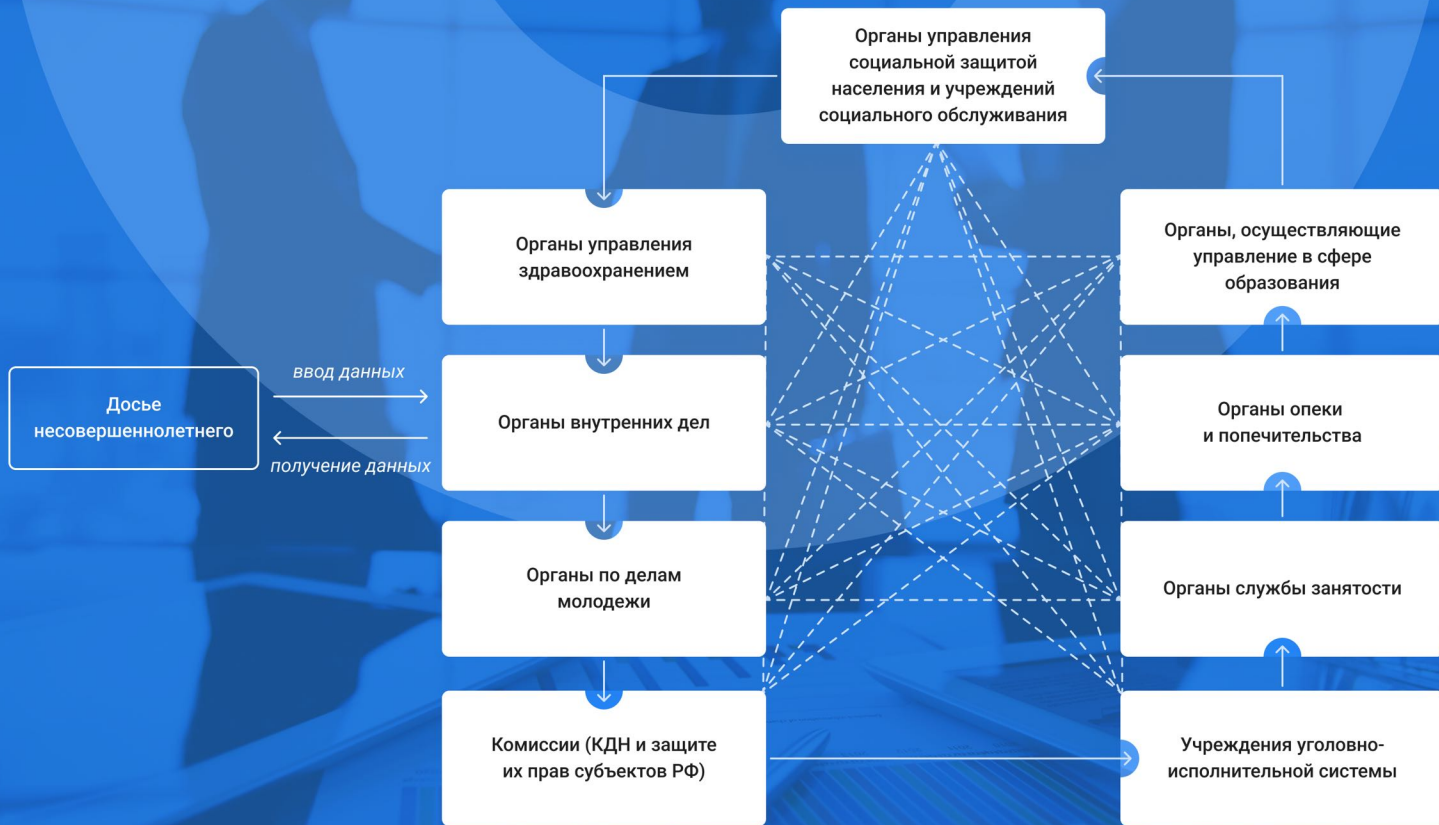 Органы управления
социальной защитой
населения и учреждений
социального обслуживания
Органы управления
здравоохранением
Органы, осуществляющие
управление в сфере
образования
Досье
несовершеннолетнего
ввод данных
получение данных
Органы внутренних дел
Органы опеки
и попечительства
Органы по делам
молодежи
Органы службы занятости
Комиссии (КДН и защите
их прав субъектов РФ)
Учреждения уголовно-
исполнительной системы